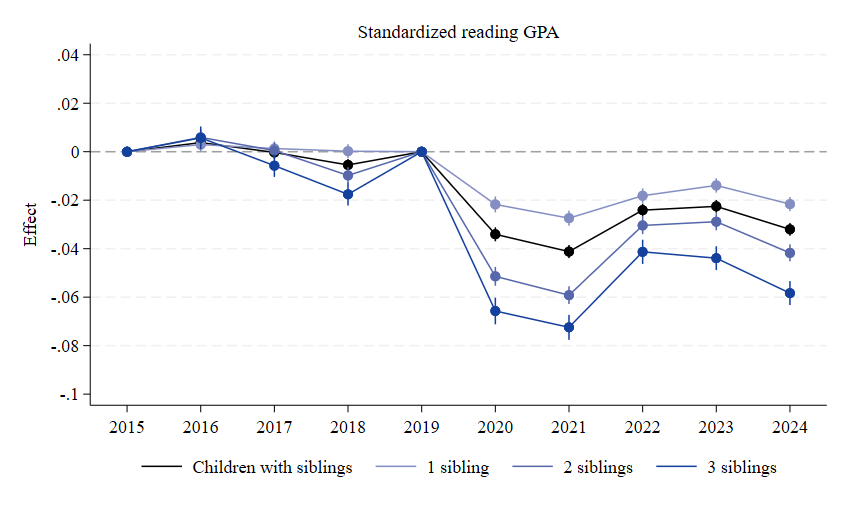 Standardized reading GPA
.04
.02
0
-.02
-.04
-.06
-.08
-.1
Effect
2015 2016 2017 2018 2019 2020 2021 2022 2023 2024
Children with siblings 1 sibling 2 siblings 3 siblings